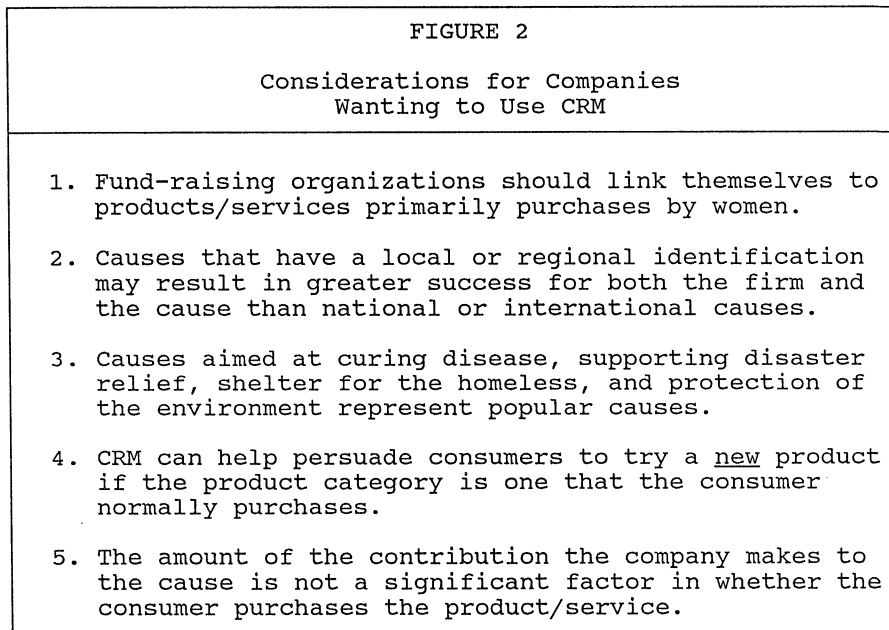 FIGURE 2
Considerations for Companies
Wanting to Use CRM
1. Fund-raising organizations should link themselves to
products/services primarily purchases by women.
2. Causes that have a local or regional identification
may result in greater success for both the firm and
the cause than national or international causes.
3. Causes aimed at curing disease, supporting disaster
relief, shelter for the homeless, and protection of
the environment represent popular causes.
4. CRM can help persuade consumers to try a new product
if the product category is one that the consumer
normally purchases.
5. The amount of the contribution the company makes to
the cause is not a significant factor in whether the
consumer purchases the product/service.